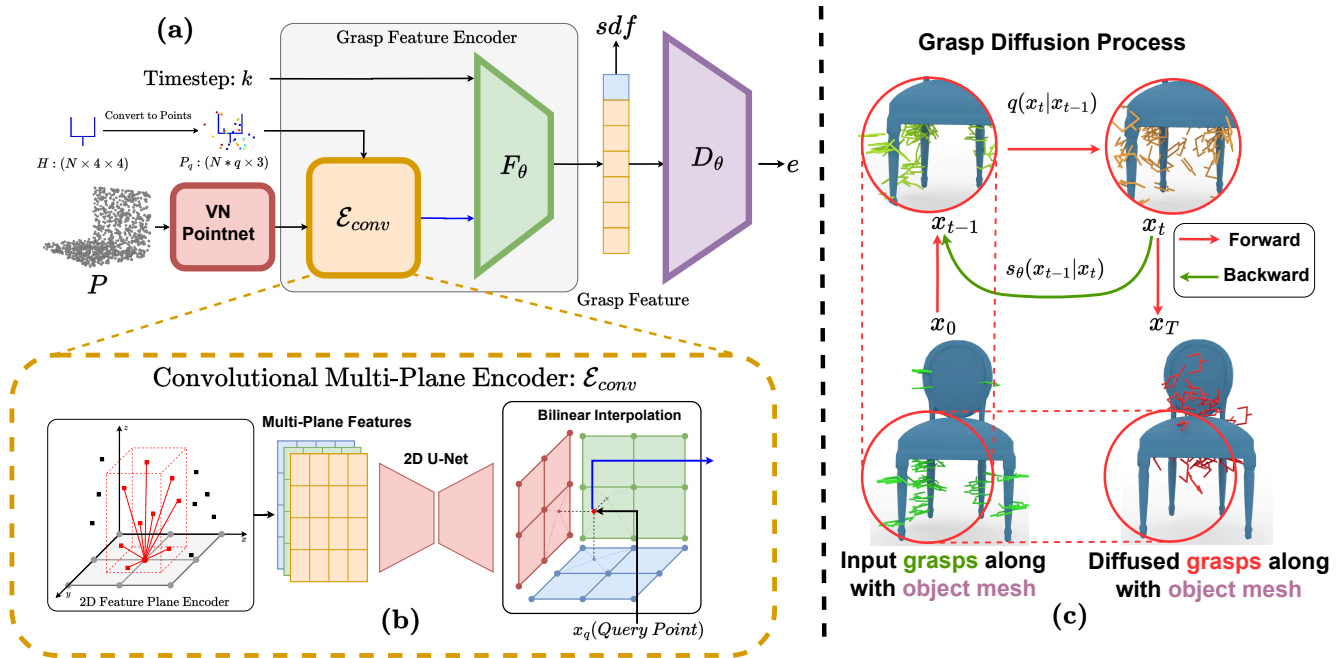 (a)
Grasp Feature Encoder
sdf
Timestep: k
Convert to Points
H : (N × 4 × 4)
P_q : (N * q × 3)
F_θ
D_θ
e
VN
Pointnet
ℰ_conv
P
Grasp Feature
Convolutional Multi-Plane Encoder: ℰ_conv
Multi-Plane Features
Bilinear Interpolation
2D U-Net
z
x
y
2D Feature Plane Encoder
(b)
x_q(Query Point)
Grasp Diffusion Process
q(x_t|x_{t-1})
x_{t-1}
x_t
Forward
Backward
s_θ(x_{t-1}|x_t)
x_0
x_T
Input grasps along
with object mesh
Diffused grasps along
with object mesh
(c)